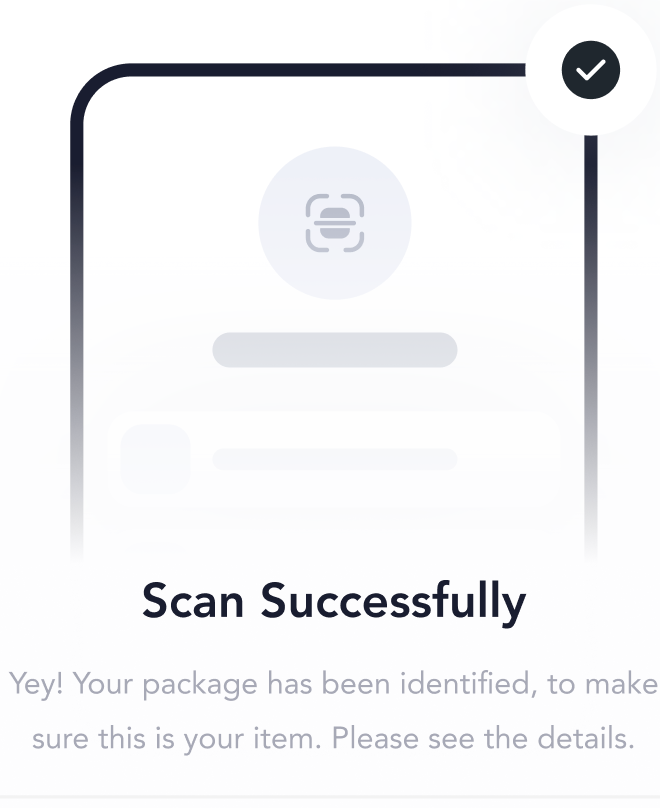 Scan Successfully
Yey! Your package has been identified, to make
sure this is your item. Please see the details.